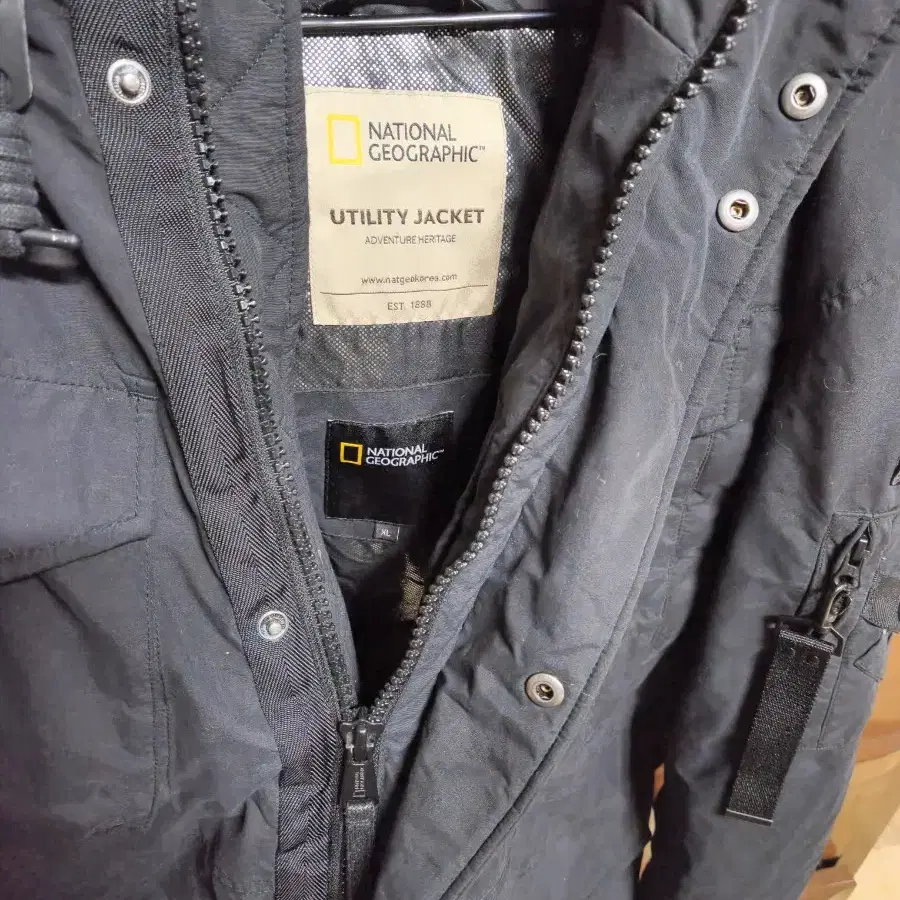 NATIONAL
GEOGRAPHIC™
UTILITY JACKET
ADVENTURE HERITAGE
www.natgeokorea.com
EST. 1888
NATIONAL
GEOGRAPHIC™
XL